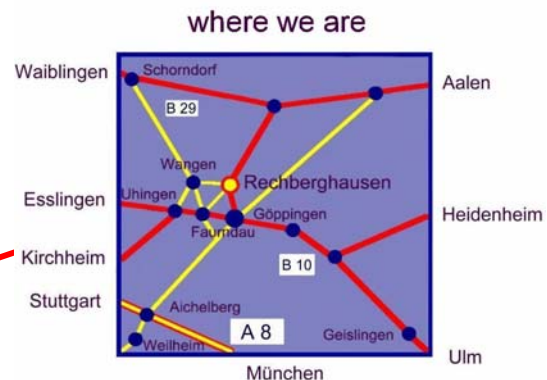 where we are
Waiblingen
Schorndorf
Aalen
B 29
Wangen
Rechberghausen
Esslingen
Uhingen
Göppingen
Heidenheim
Faurndau
Kirchheim
B 10
Stuttgart
Aichelberg
A 8
Geislingen
Weilheim
Ulm
München